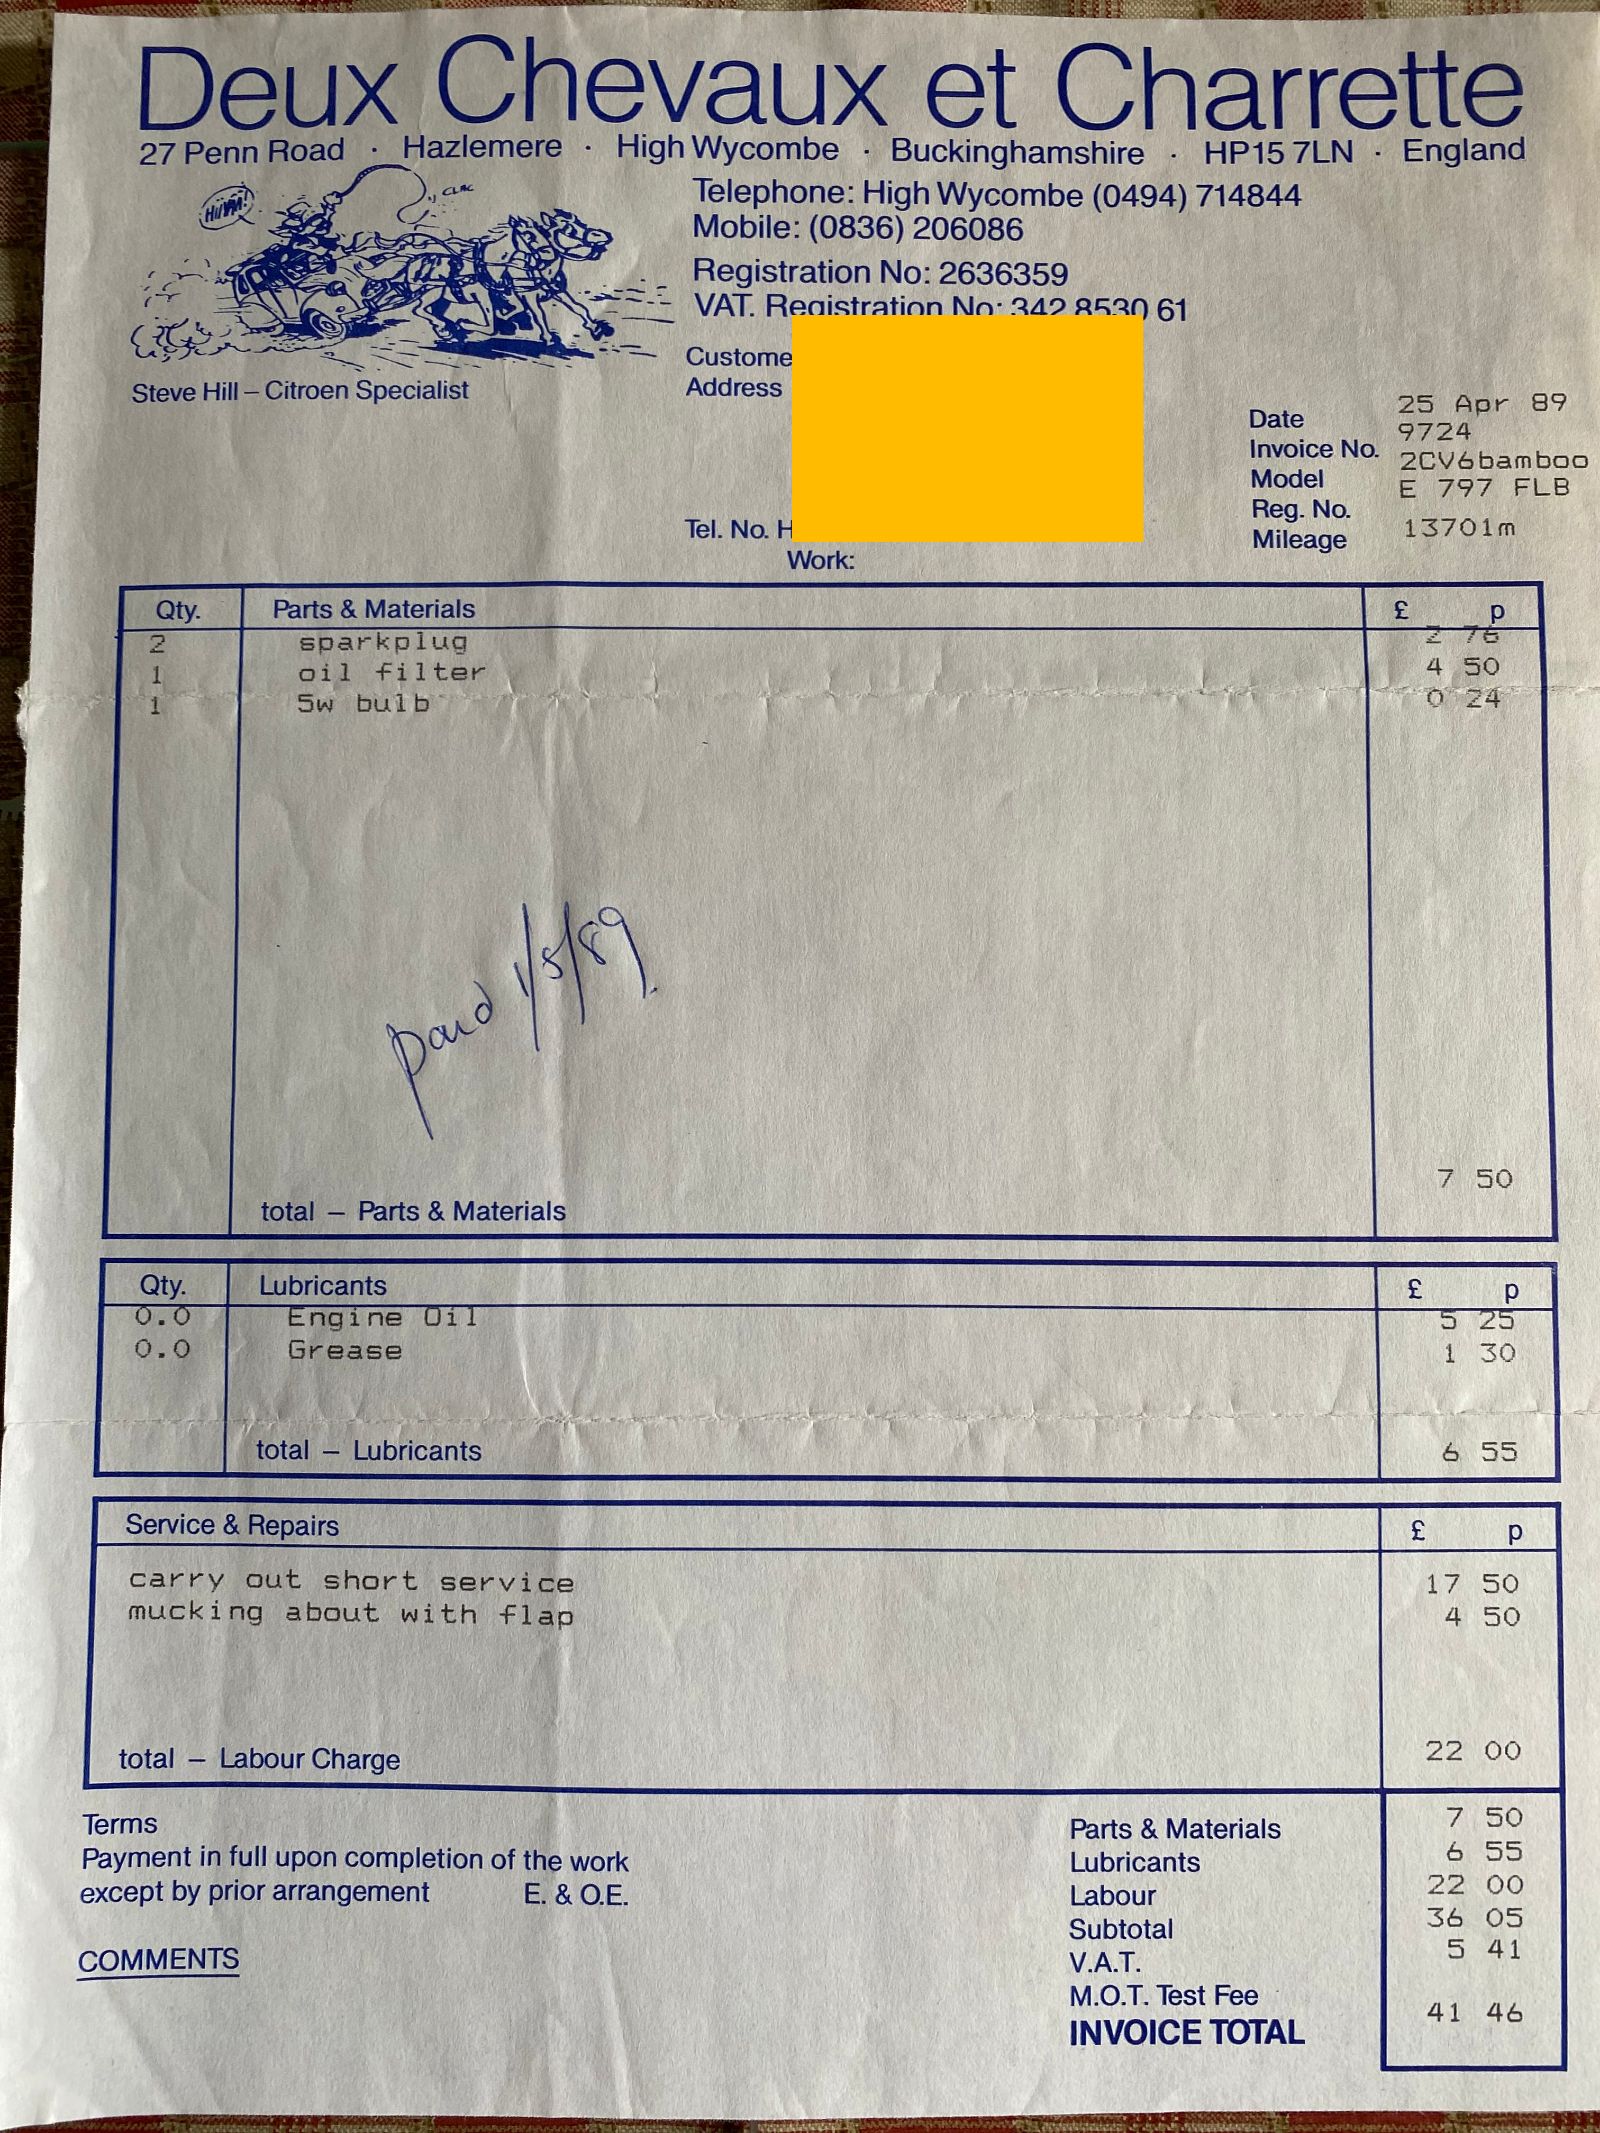 Deux Chevaux et Charrette
27 Penn Road · Hazlemere · High Wycombe · Buckinghamshire · HP15 7LN · England
HIVAA!
CLAC
Telephone: High Wycombe (0494) 714844
Mobile: (0836) 206086
Registration No: 2636359
VAT. Registration No: 342 8530 61
Steve Hill – Citroen Specialist
Custome
Address
Tel. No. H
Work:
Date 25 Apr 89
Invoice No. 9724
Model 2CV6bamboo
Reg. No. E 797 FLB
Mileage 13701m
Qty. Parts & Materials £ p
2 sparkplug 2 76
1 oil filter 4 50
1 5w bulb 0 24
paid 1/5/89.
total – Parts & Materials 7 50
Qty. Lubricants £ p
0.0 Engine Oil 5 25
0.0 Grease 1 30
total – Lubricants 6 55
Service & Repairs £ p
carry out short service 17 50
mucking about with flap 4 50
total – Labour Charge 22 00
Terms
Payment in full upon completion of the work
except by prior arrangement E. & O.E.
COMMENTS
Parts & Materials 7 50
Lubricants 6 55
Labour 22 00
Subtotal 36 05
V.A.T. 5 41
M.O.T. Test Fee
INVOICE TOTAL 41 46